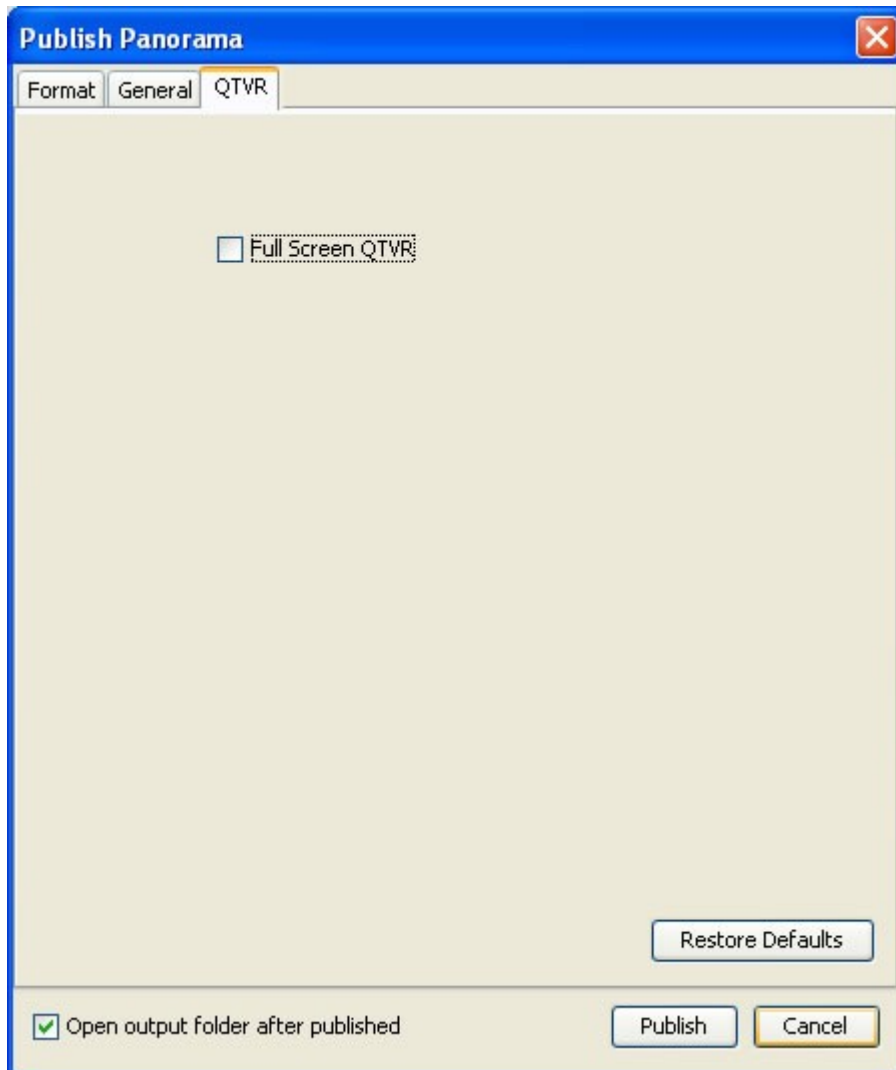 Publish Panorama
Format General QTVR
Full Screen QTVR
Restore Defaults
Open output folder after published Publish Cancel